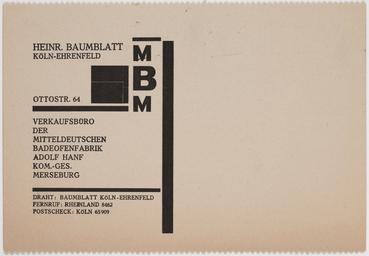 HEINR. BAUMBLATT
KÖLN-EHRENFELD
OTTOSTR. 64
M
B
M
VERKAUFSBÜRO
DER
MITTELDEUTSCHEN
BADEOFENFABRIK
ADOLF HANF
KOM.-GES.
MERSEBURG
DRAHT: BAUMBLATT KÖLN-EHRENFELD
FERNRUF: RHEINLAND 8462
POSTSCHECK: KÖLN 65909